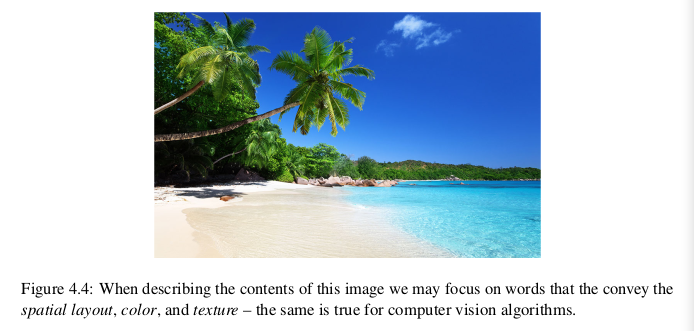 Figure 4.4: When describing the contents of this image we may focus on words that the convey the
spatial layout, color, and texture – the same is true for computer vision algorithms.